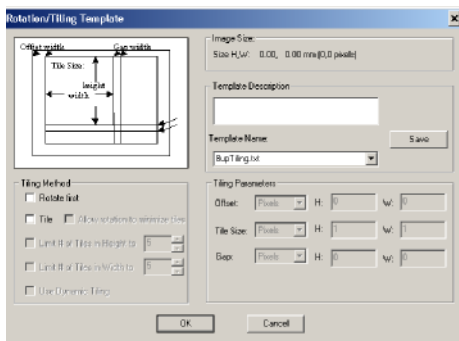 Rotation/Tiling Template
Offset width
Gap width
Tile Size:
height
width
Image Size:
Size H,W: 0.00, 0.00 mm(0,0 pixels)
Template Description
Template Name:
Save
BupTiling.txt
Tiling Method
Rotate first
Tile
Allow rotation to minimize tiles
Limit # of Tiles in Height to 5
Limit # of Tiles in Width to 5
Use Dynamic Tiling
Tiling Parameters
Offset: Pixels H: 0 W: 0
Tile Size: Pixels H: 1 W: 1
Gap: Pixels H: 0 W: 0
OK
Cancel